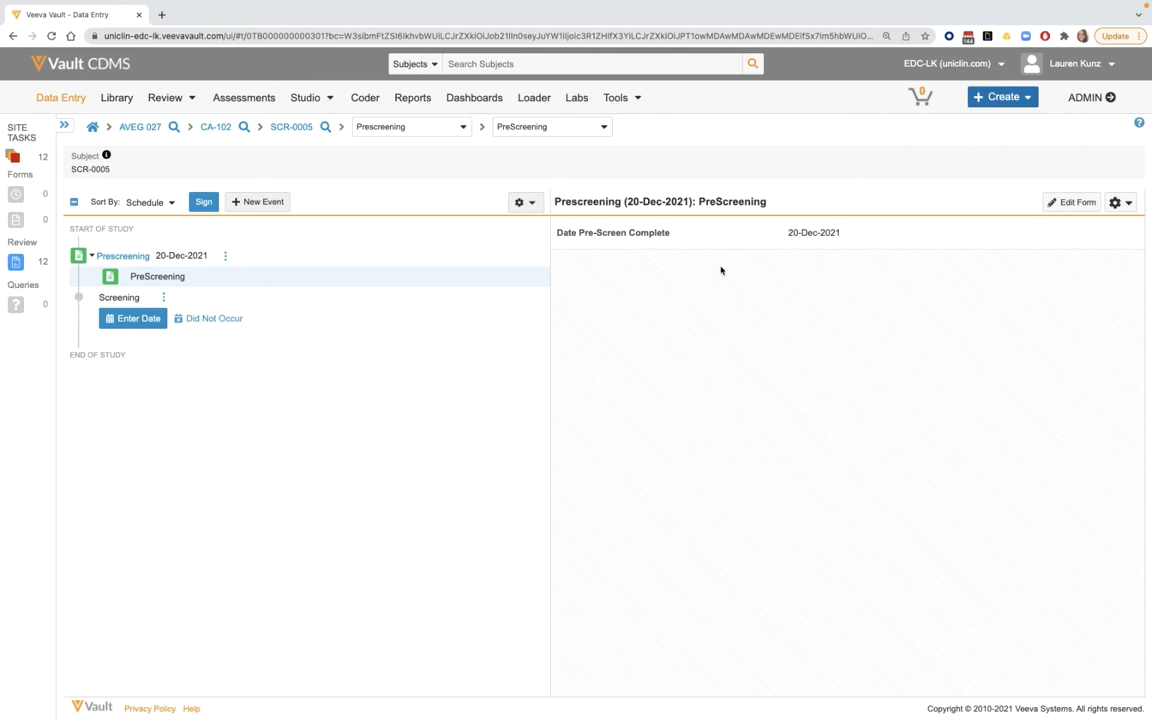 Veeva Vault - Data Entry
uniclin-edc-lk.veevavault.com/ui/#t/0TB000000000301?bc=
Update
Vault CDMS
Subjects
Search Subjects
EDC-LK (uniclin.com)
Lauren Kunz
Data Entry
Library
Review
Assessments
Studio
Coder
Reports
Dashboards
Loader
Labs
Tools
0
+ Create
ADMIN
SITE
TASKS
12
Forms
0
0
Review
12
Queries
0
AVEG 027
CA-102
SCR-0005
Prescreening
PreScreening
Subject
SCR-0005
Sort By:
Schedule
Sign
+ New Event
START OF STUDY
Prescreening 20-Dec-2021
PreScreening
Screening
Enter Date
Did Not Occur
END OF STUDY
Prescreening (20-Dec-2021): PreScreening
Edit Form
Date Pre-Screen Complete
20-Dec-2021
Vault
Privacy Policy
Help
Copyright © 2010-2021 Veeva Systems. All rights reserved.